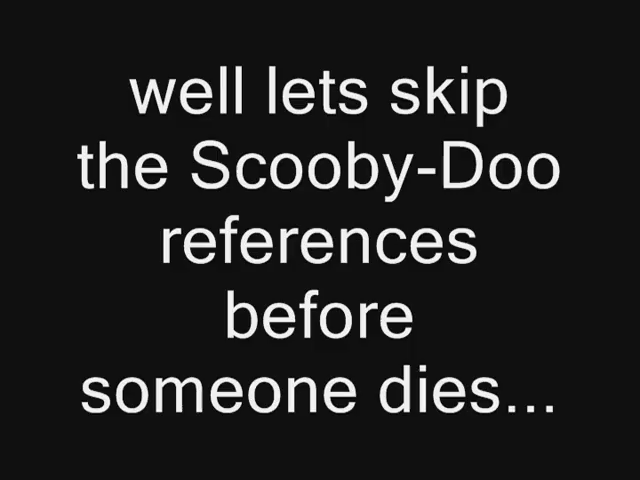 well lets skip
the Scooby-Doo
references
before
someone dies...